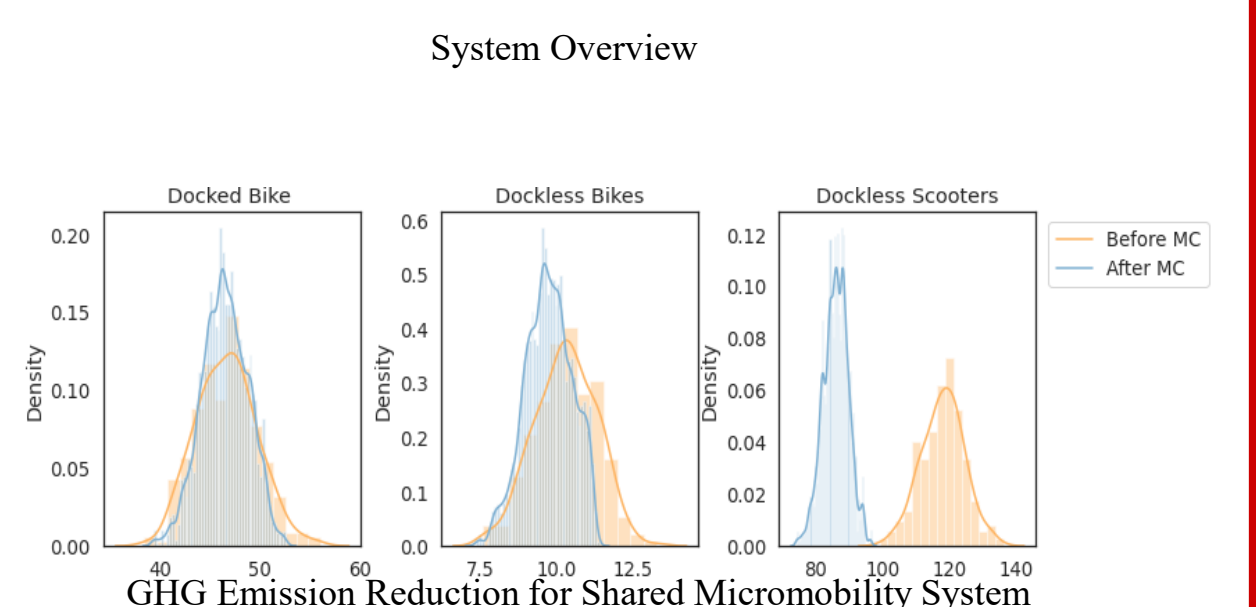 System Overview
Docked Bike
Dockless Bikes
Dockless Scooters
Before MC
After MC
Density
0.20
0.15
0.10
0.05
0.00
40 50 60
Density
0.6
0.5
0.4
0.3
0.2
0.1
0.0
7.5 10.0 12.5
Density
0.12
0.10
0.08
0.06
0.04
0.02
0.00
80 100 120 140
GHG Emission Reduction for Shared Micromobility System